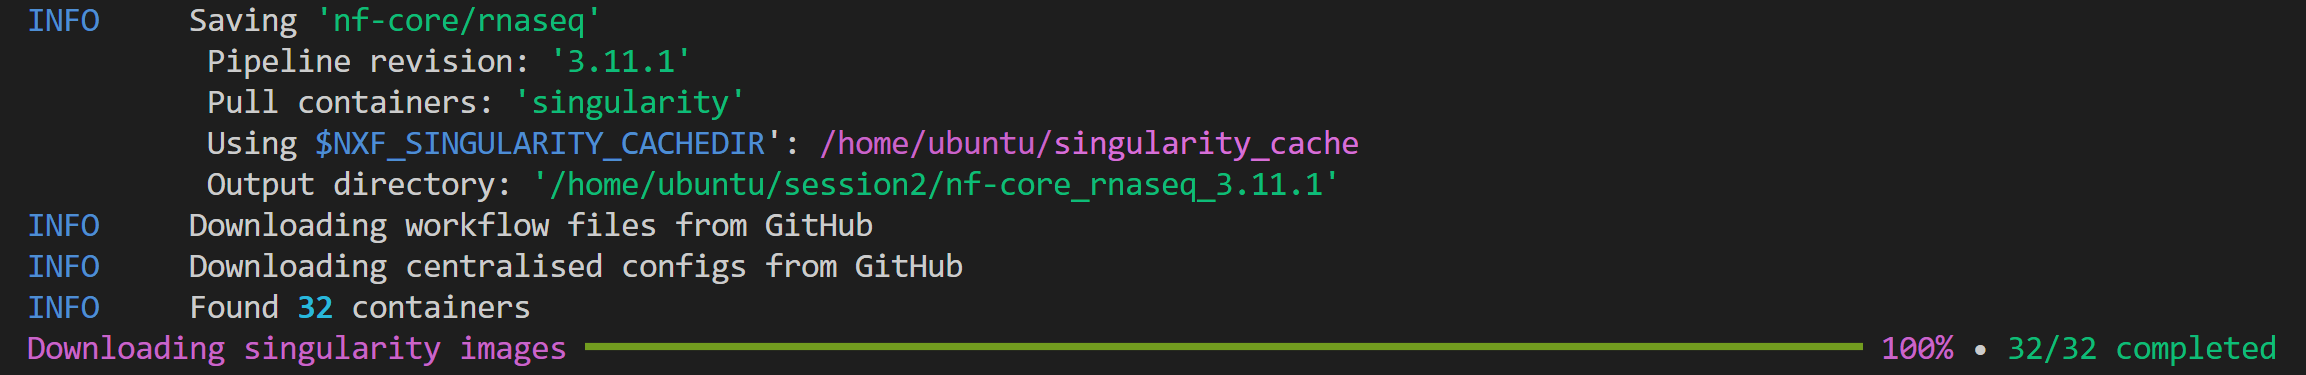 INFO     Saving 'nf-core/rnaseq'
          Pipeline revision: '3.11.1'
          Pull containers: 'singularity'
          Using $NXF_SINGULARITY_CACHEDIR': /home/ubuntu/singularity_cache
          Output directory: '/home/ubuntu/session2/nf-core_rnaseq_3.11.1'
INFO     Downloading workflow files from GitHub
INFO     Downloading centralised configs from GitHub
INFO     Found 32 containers
Downloading singularity images 100% • 32/32 completed